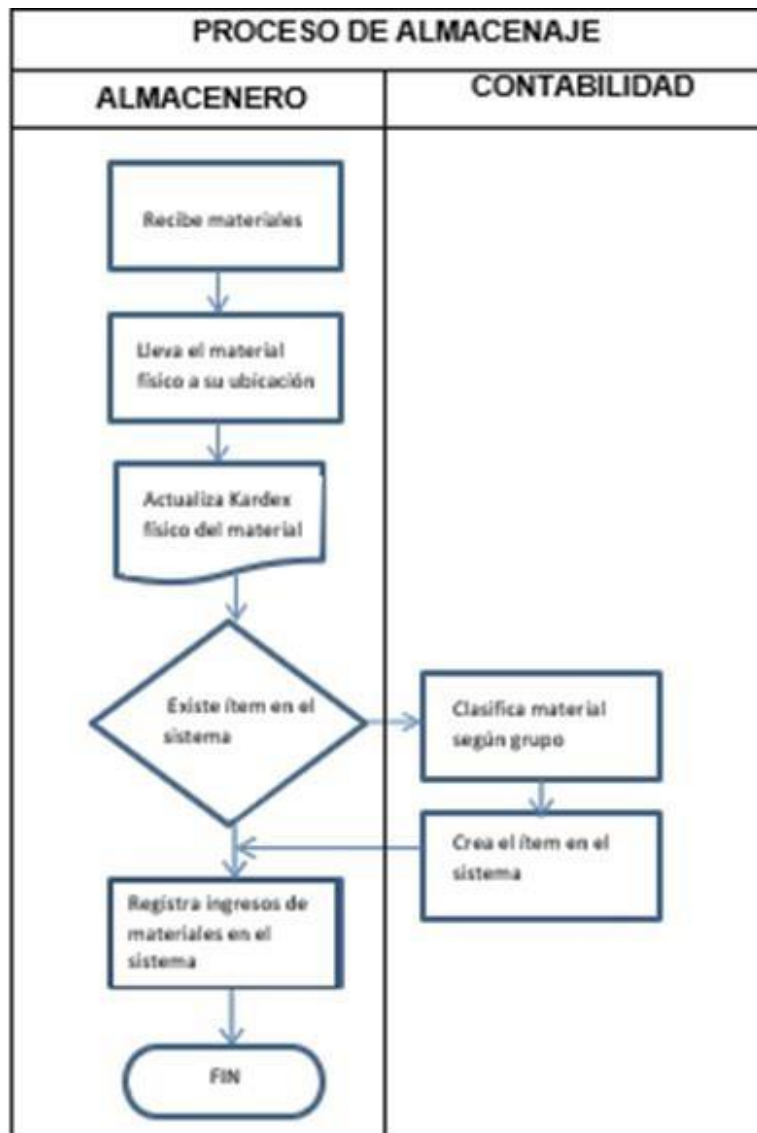 PROCESO DE ALMACENAJE
ALMACENERO
CONTABILIDAD
Recibe materiales
Lleva el material
físico a su ubicación
Actualiza Kardex
físico del material
Existe ítem en el
sistema
Clasifica material
según grupo
Crea el ítem en el
sistema
Registra ingresos de
materiales en el
sistema
FIN